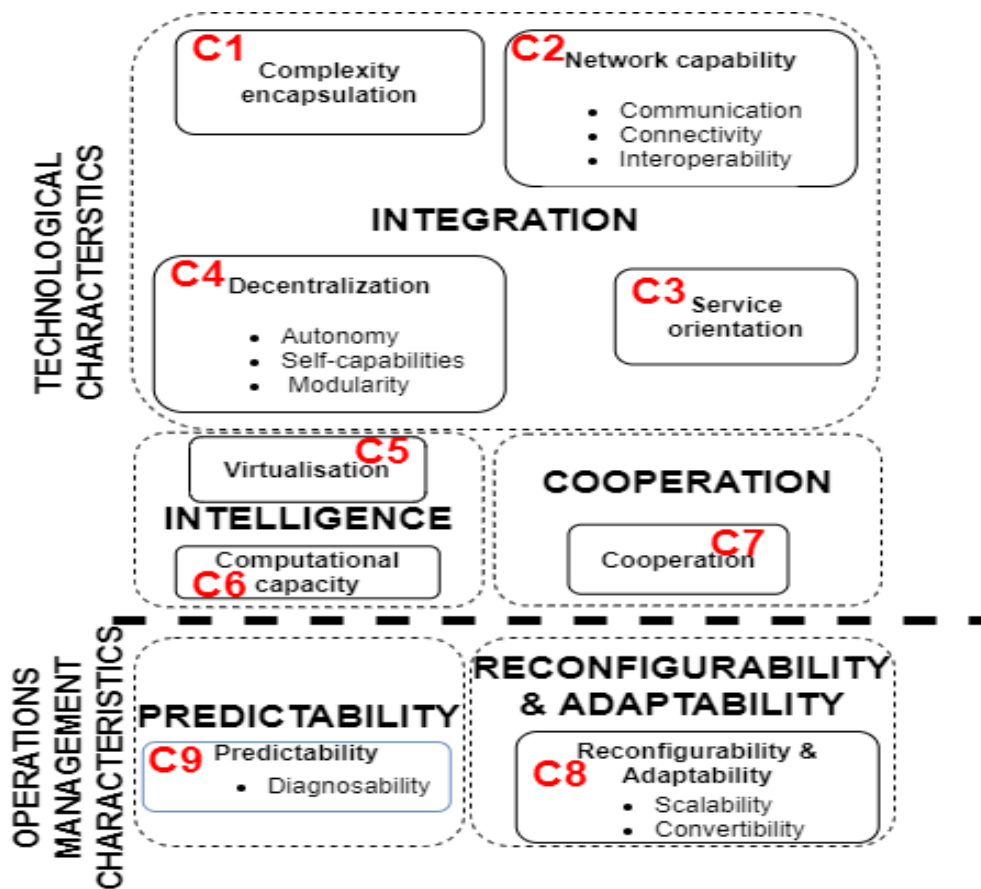 TECHNOLOGICAL
CHARACTERSTICS
C1
Complexity
encapsulation
C2
Network capability
• Communication
• Connectivity
• Interoperability
INTEGRATION
C4
Decentralization
• Autonomy
• Self-capabilities
• Modularity
C3
Service
orientation
C5
Virtualisation
INTELLIGENCE
Computational
capacity
C6
COOPERATION
C7
Cooperation
OPERATIONS
MANAGEMENT
CHARACTERISTICS
PREDICTABILITY
C9
Predictability
• Diagnosability
RECONFIGURABILITY
& ADAPTABILITY
Reconfigurability &
Adaptability
C8
• Scalability
• Convertibility